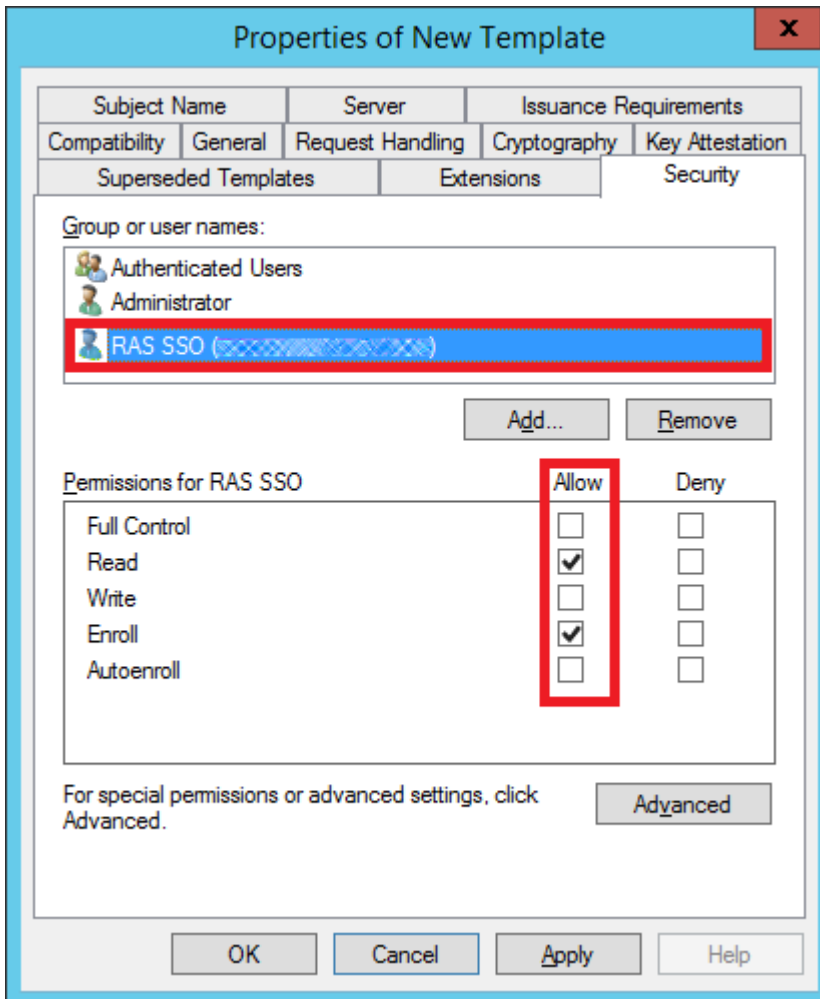 Properties of New Template
x
Subject Name Server Issuance Requirements
Compatibility General Request Handling Cryptography Key Attestation
Superseded Templates Extensions Security
Group or user names:
Authenticated Users
Administrator
RAS SSO ( )
Add... Remove
Permissions for RAS SSO Allow Deny
Full Control
Read
Write
Enroll
Autoenroll
For special permissions or advanced settings, click
Advanced.
Advanced
OK Cancel Apply Help